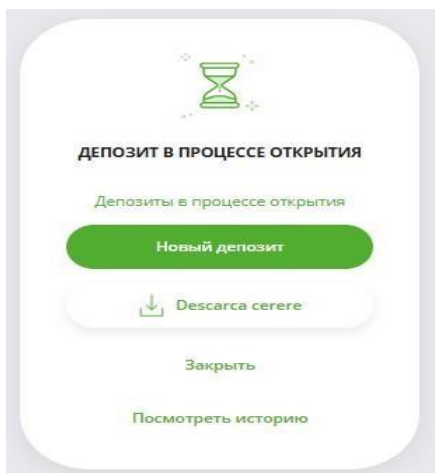 ДЕПОЗИТ В ПРОЦЕССЕ ОТКРЫТИЯ
Депозиты в процессе открытия
Новый депозит
Descarca cerere
Закрыть
Посмотреть историю